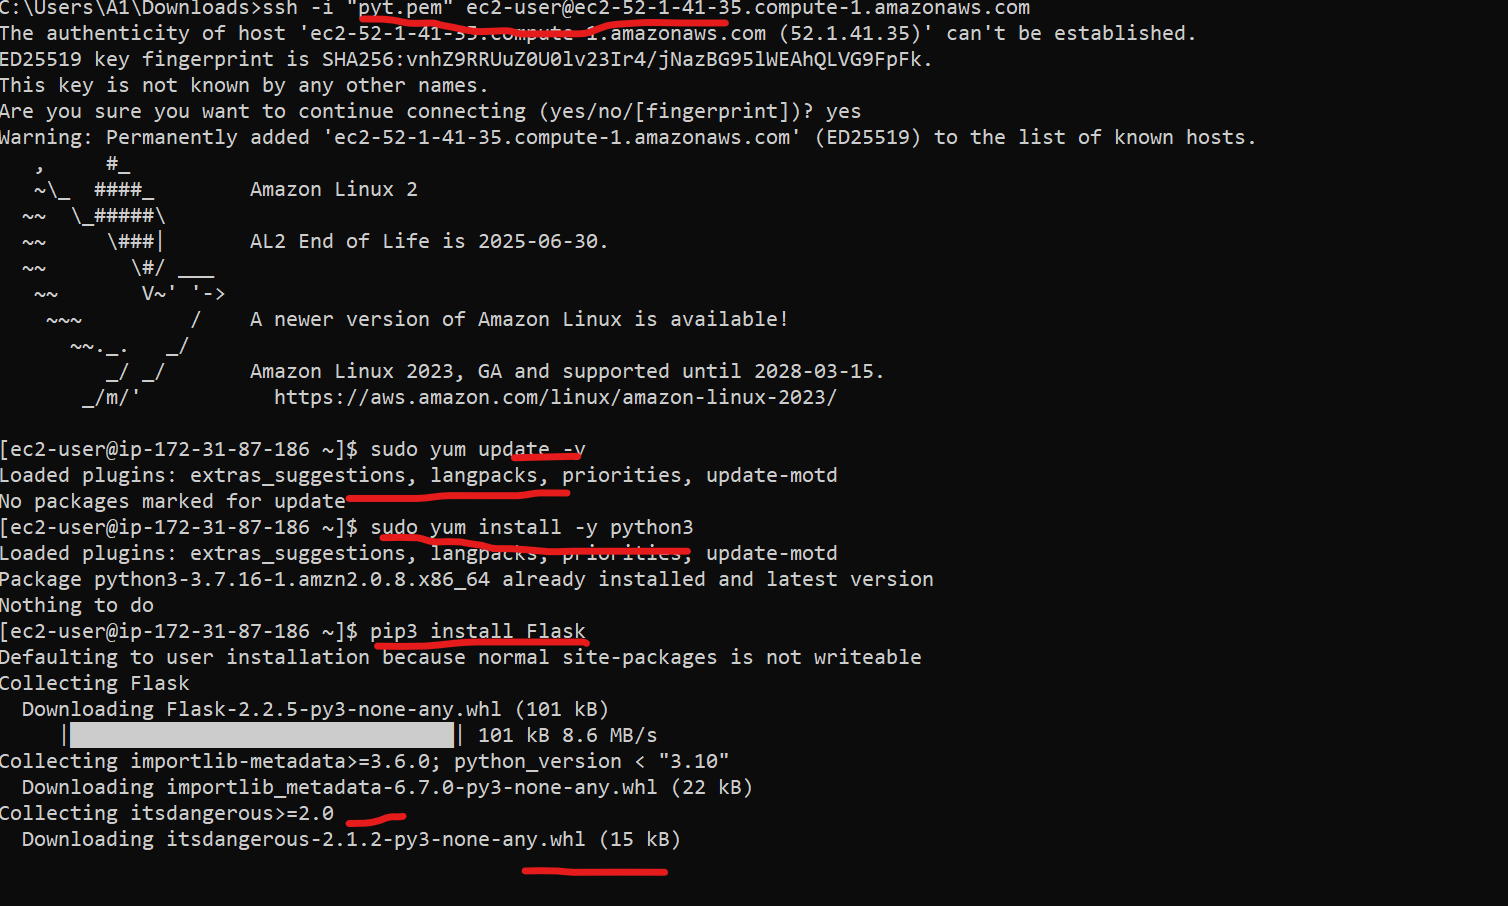 C:\Users\A1\Downloads>ssh -i "pyt.pem" ec2-user@ec2-52-1-41-35.compute-1.amazonaws.com
The authenticity of host 'ec2-52-1-41-35.compute-1.amazonaws.com (52.1.41.35)' can't be established.
ED25519 key fingerprint is SHA256:vnhZ9RRUuZ0U0lv23Ir4/jNazBG95lWEAhQLVG9FpFk.
This key is not known by any other names.
Are you sure you want to continue connecting (yes/no/[fingerprint])? yes
Warning: Permanently added 'ec2-52-1-41-35.compute-1.amazonaws.com' (ED25519) to the list of known hosts.
   ,     #_
   ~\_  ####_        Amazon Linux 2
  ~~  \_#####\
  ~~     \###|       AL2 End of Life is 2025-06-30.
  ~~       \#/ ___
   ~~       V~' '->
    ~~~         /    A newer version of Amazon Linux is available!
      ~~._.   _/
         _/ _/       Amazon Linux 2023, GA and supported until 2028-03-15.
       _/m/'           https://aws.amazon.com/linux/amazon-linux-2023/
[ec2-user@ip-172-31-87-186 ~]$ sudo yum update -y
Loaded plugins: extras_suggestions, langpacks, priorities, update-motd
No packages marked for update
[ec2-user@ip-172-31-87-186 ~]$ sudo yum install -y python3
Loaded plugins: extras_suggestions, langpacks, priorities, update-motd
Package python3-3.7.16-1.amzn2.0.8.x86_64 already installed and latest version
Nothing to do
[ec2-user@ip-172-31-87-186 ~]$ pip3 install Flask
Defaulting to user installation because normal site-packages is not writeable
Collecting Flask
  Downloading Flask-2.2.5-py3-none-any.whl (101 kB)
     |████████████████████████████████| 101 kB 8.6 MB/s
Collecting importlib-metadata>=3.6.0; python_version < "3.10"
  Downloading importlib_metadata-6.7.0-py3-none-any.whl (22 kB)
Collecting itsdangerous>=2.0
  Downloading itsdangerous-2.1.2-py3-none-any.whl (15 kB)